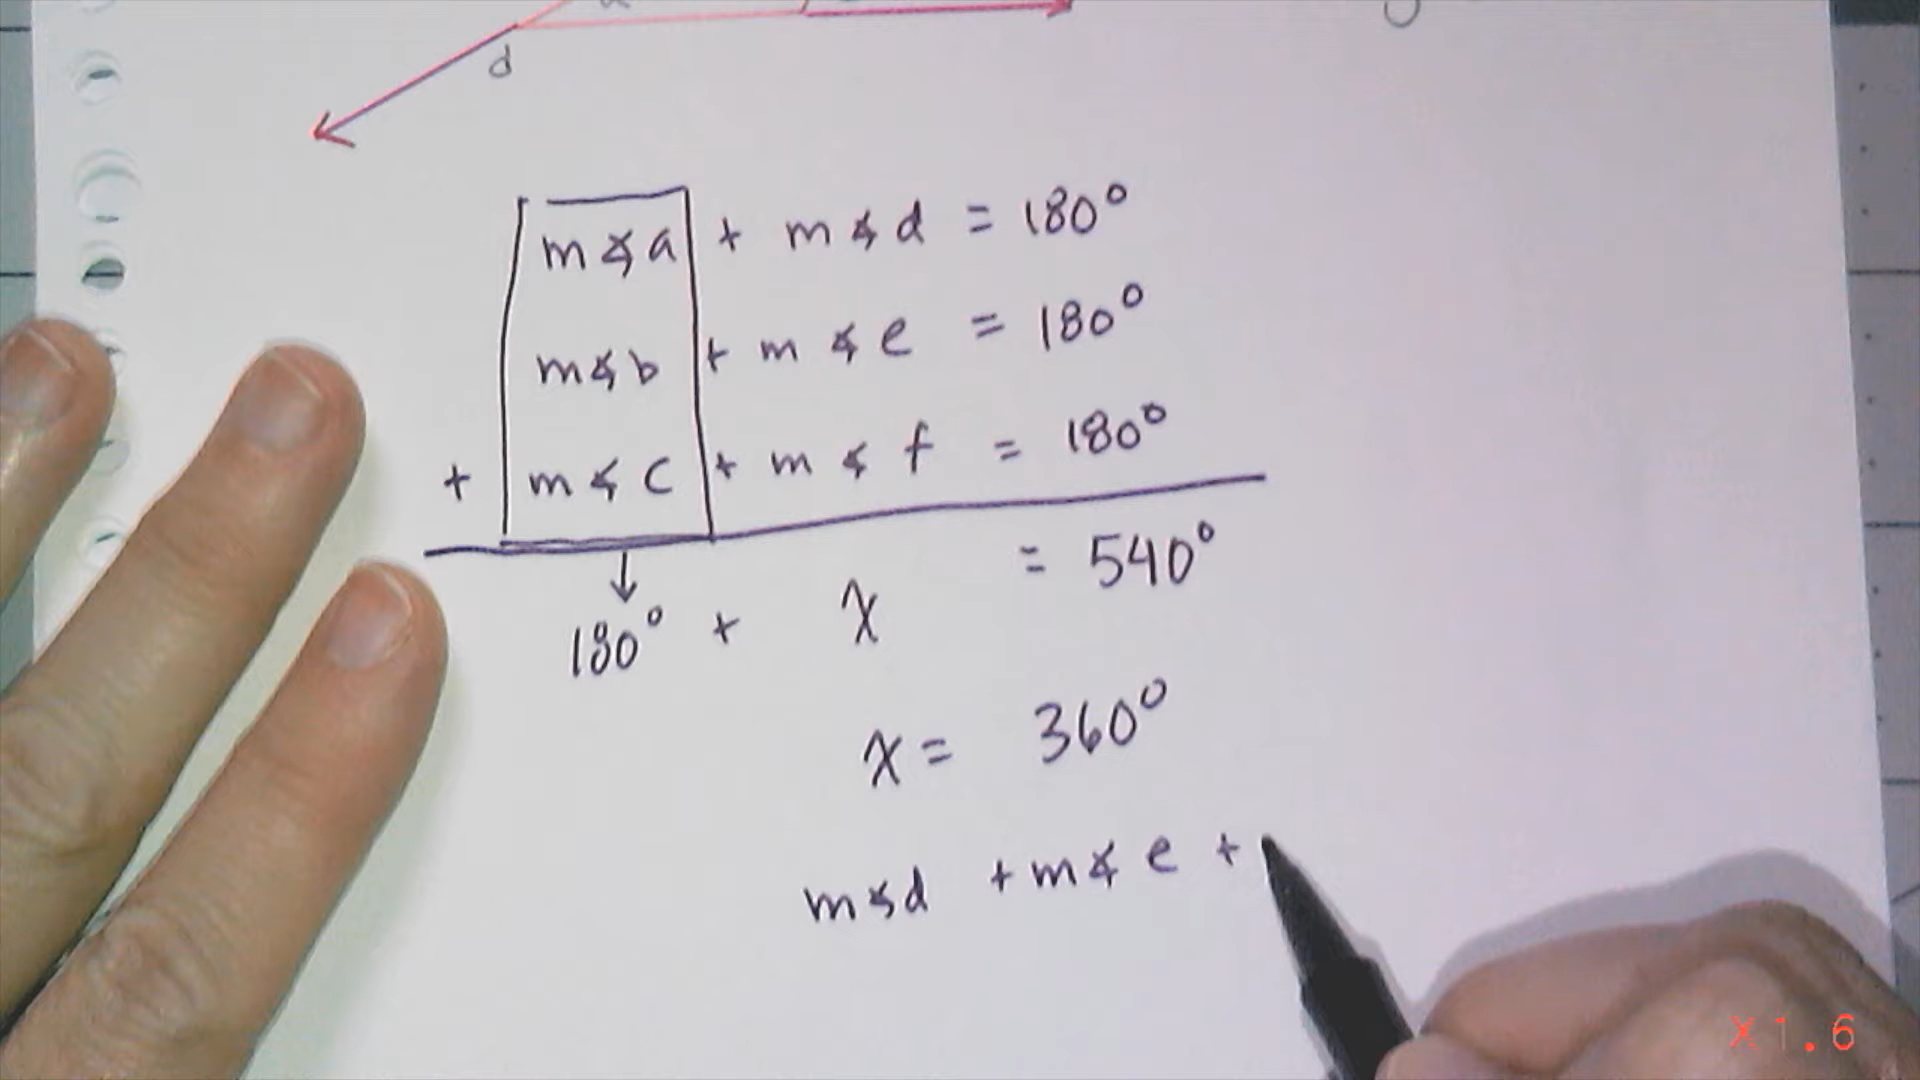 d
m∡a + m∡d = 180°
m∡b + m∡e = 180°
+ m∡c + m∡f = 180°
↓
180° + x = 540°
x = 360°
m∡d + m∡e +
X1.6